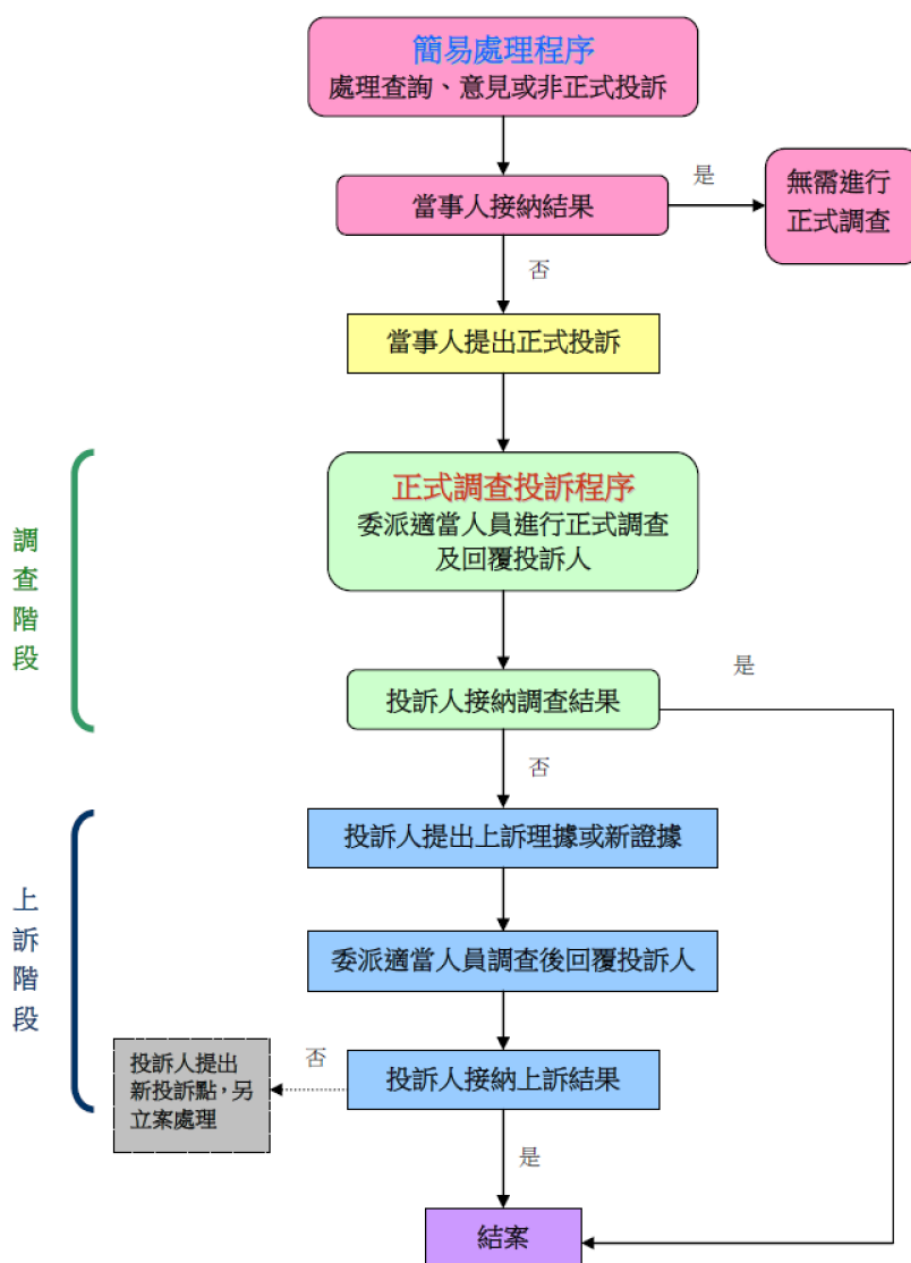 簡易處理程序
處理查詢、意見或非正式投訴
當事人接納結果
是
無需進行
正式調查
否
當事人提出正式投訴
調查階段
正式調查投訴程序
委派適當人員進行正式調查
及回覆投訴人
投訴人接納調查結果
是
否
上訴階段
投訴人提出上訴理據或新證據
委派適當人員調查後回覆投訴人
投訴人接納上訴結果
否
投訴人提出
新投訴點，另
立案處理
是
結案